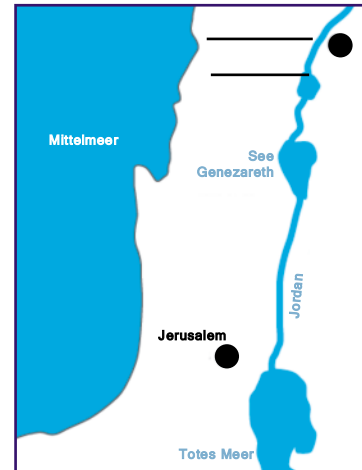 Mittelmeer
See
Genezareth
Jordan
Jerusalem
Totes Meer